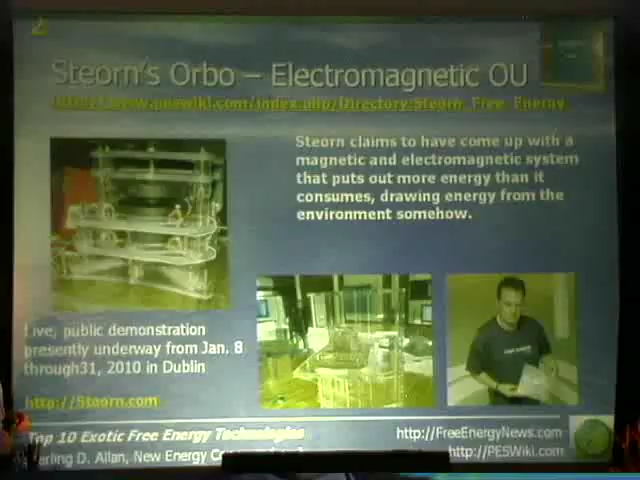 2
Steorn's Orbo – Electromagnetic OU
http://www.peswiki.com/index.php/Directory:Steorn_Free_Energy
Steorn claims to have come up with a
magnetic and electromagnetic system
that puts out more energy than it
consumes, drawing energy from the
environment somehow.
Live, public demonstration
presently underway from Jan. 8
through31, 2010 in Dublin
http://Steorn.com
Top 10 Exotic Free Energy Technologies
http://FreeEnergyNews.com
Sterling D. Allan, New Energy
http://PESWiki.com